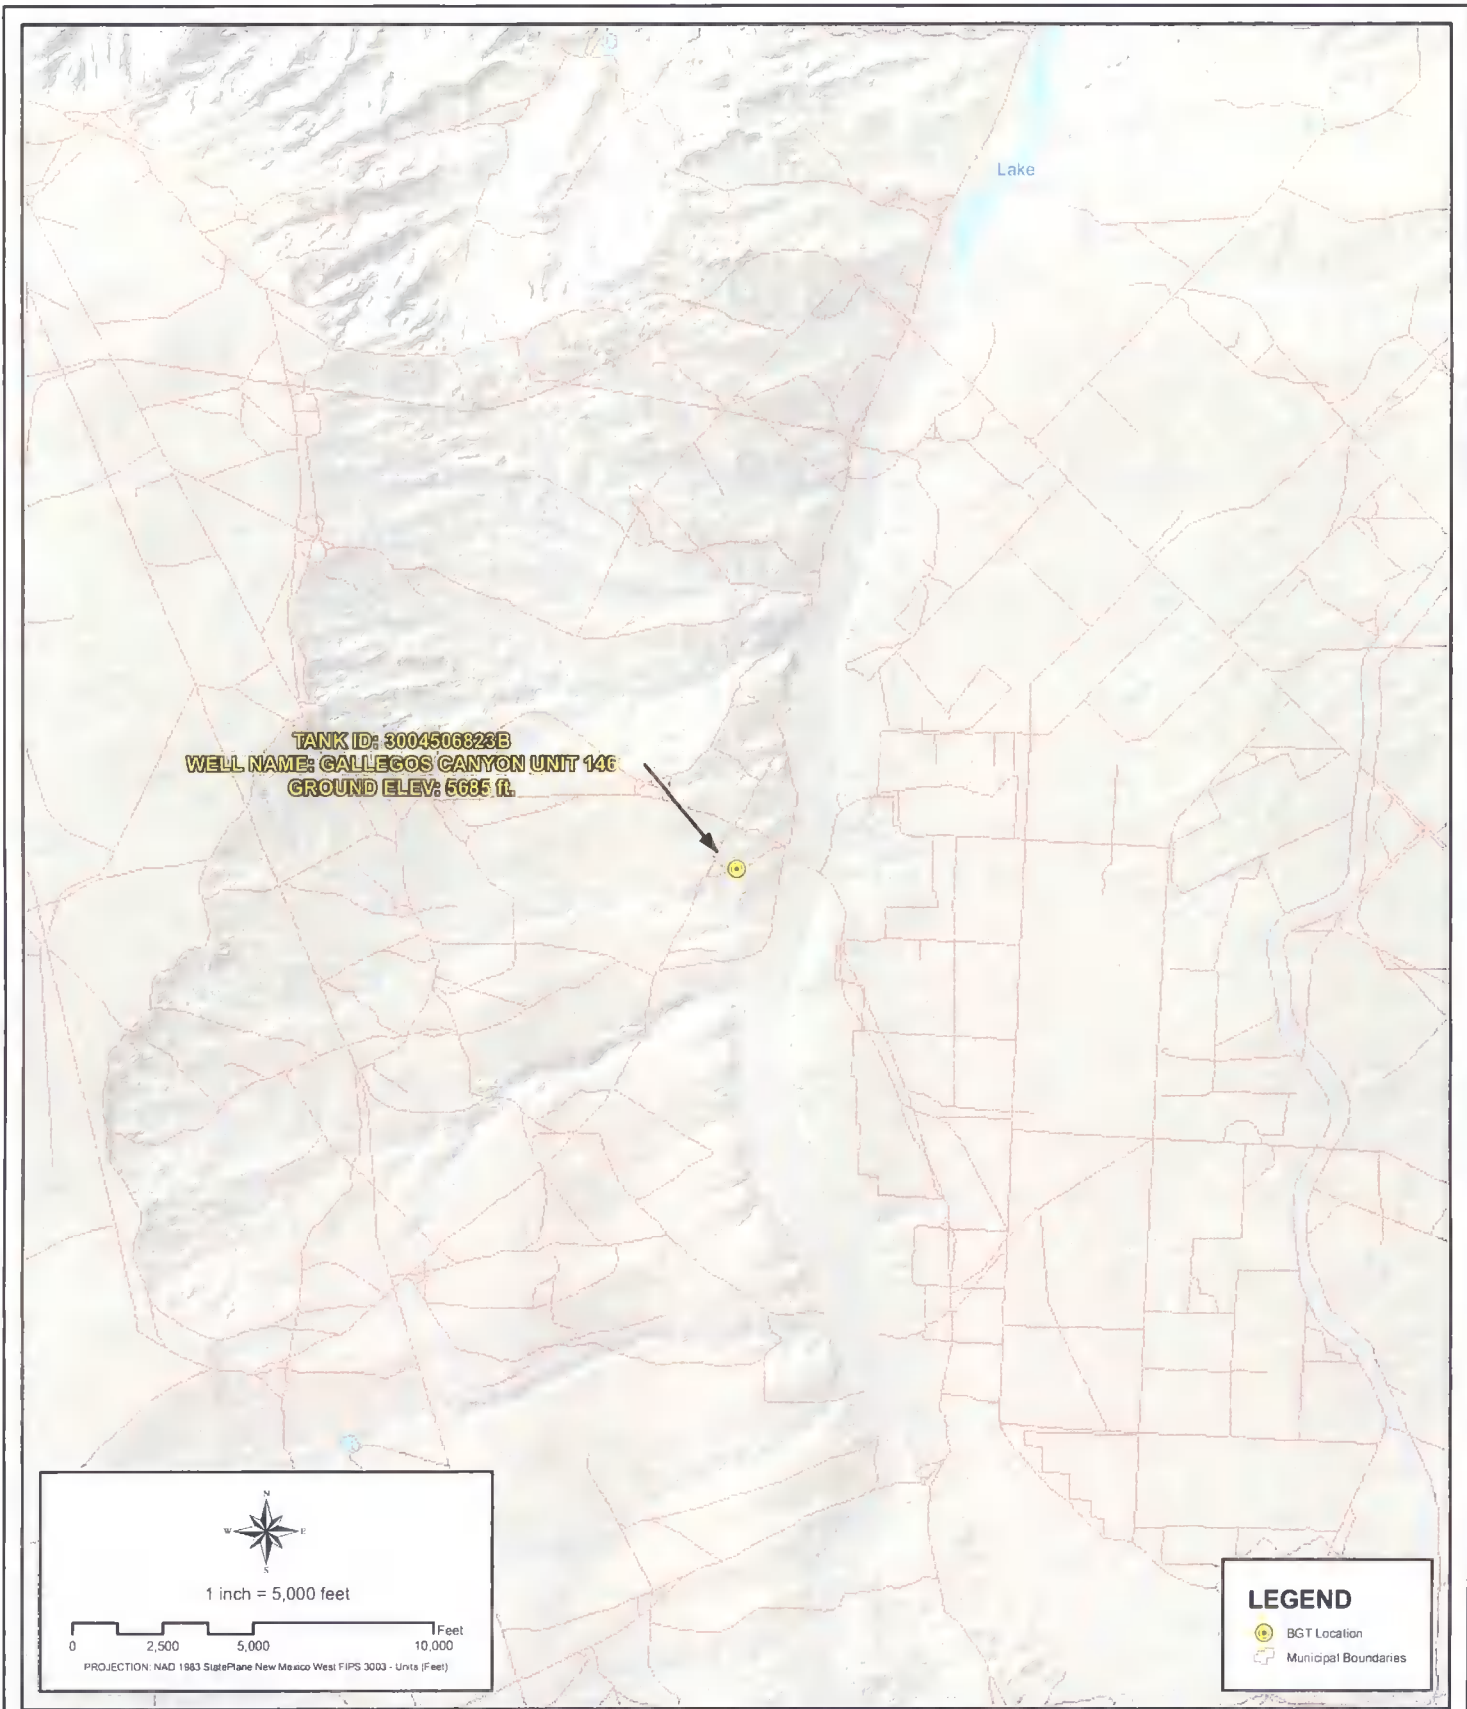 Lake
TANK ID: 3004506823B
WELL NAME: GALLEGOS CANYON UNIT 146
GROUND ELEV: 5685 ft.
N
W E
S
1 inch = 5,000 feet
Feet
0 2,500 5,000 10,000
PROJECTION: NAD 1983 StatePlane New Mexico West FIPS 3003 - Units (Feet)
LEGEND
BGT Location
Municipal Boundaries